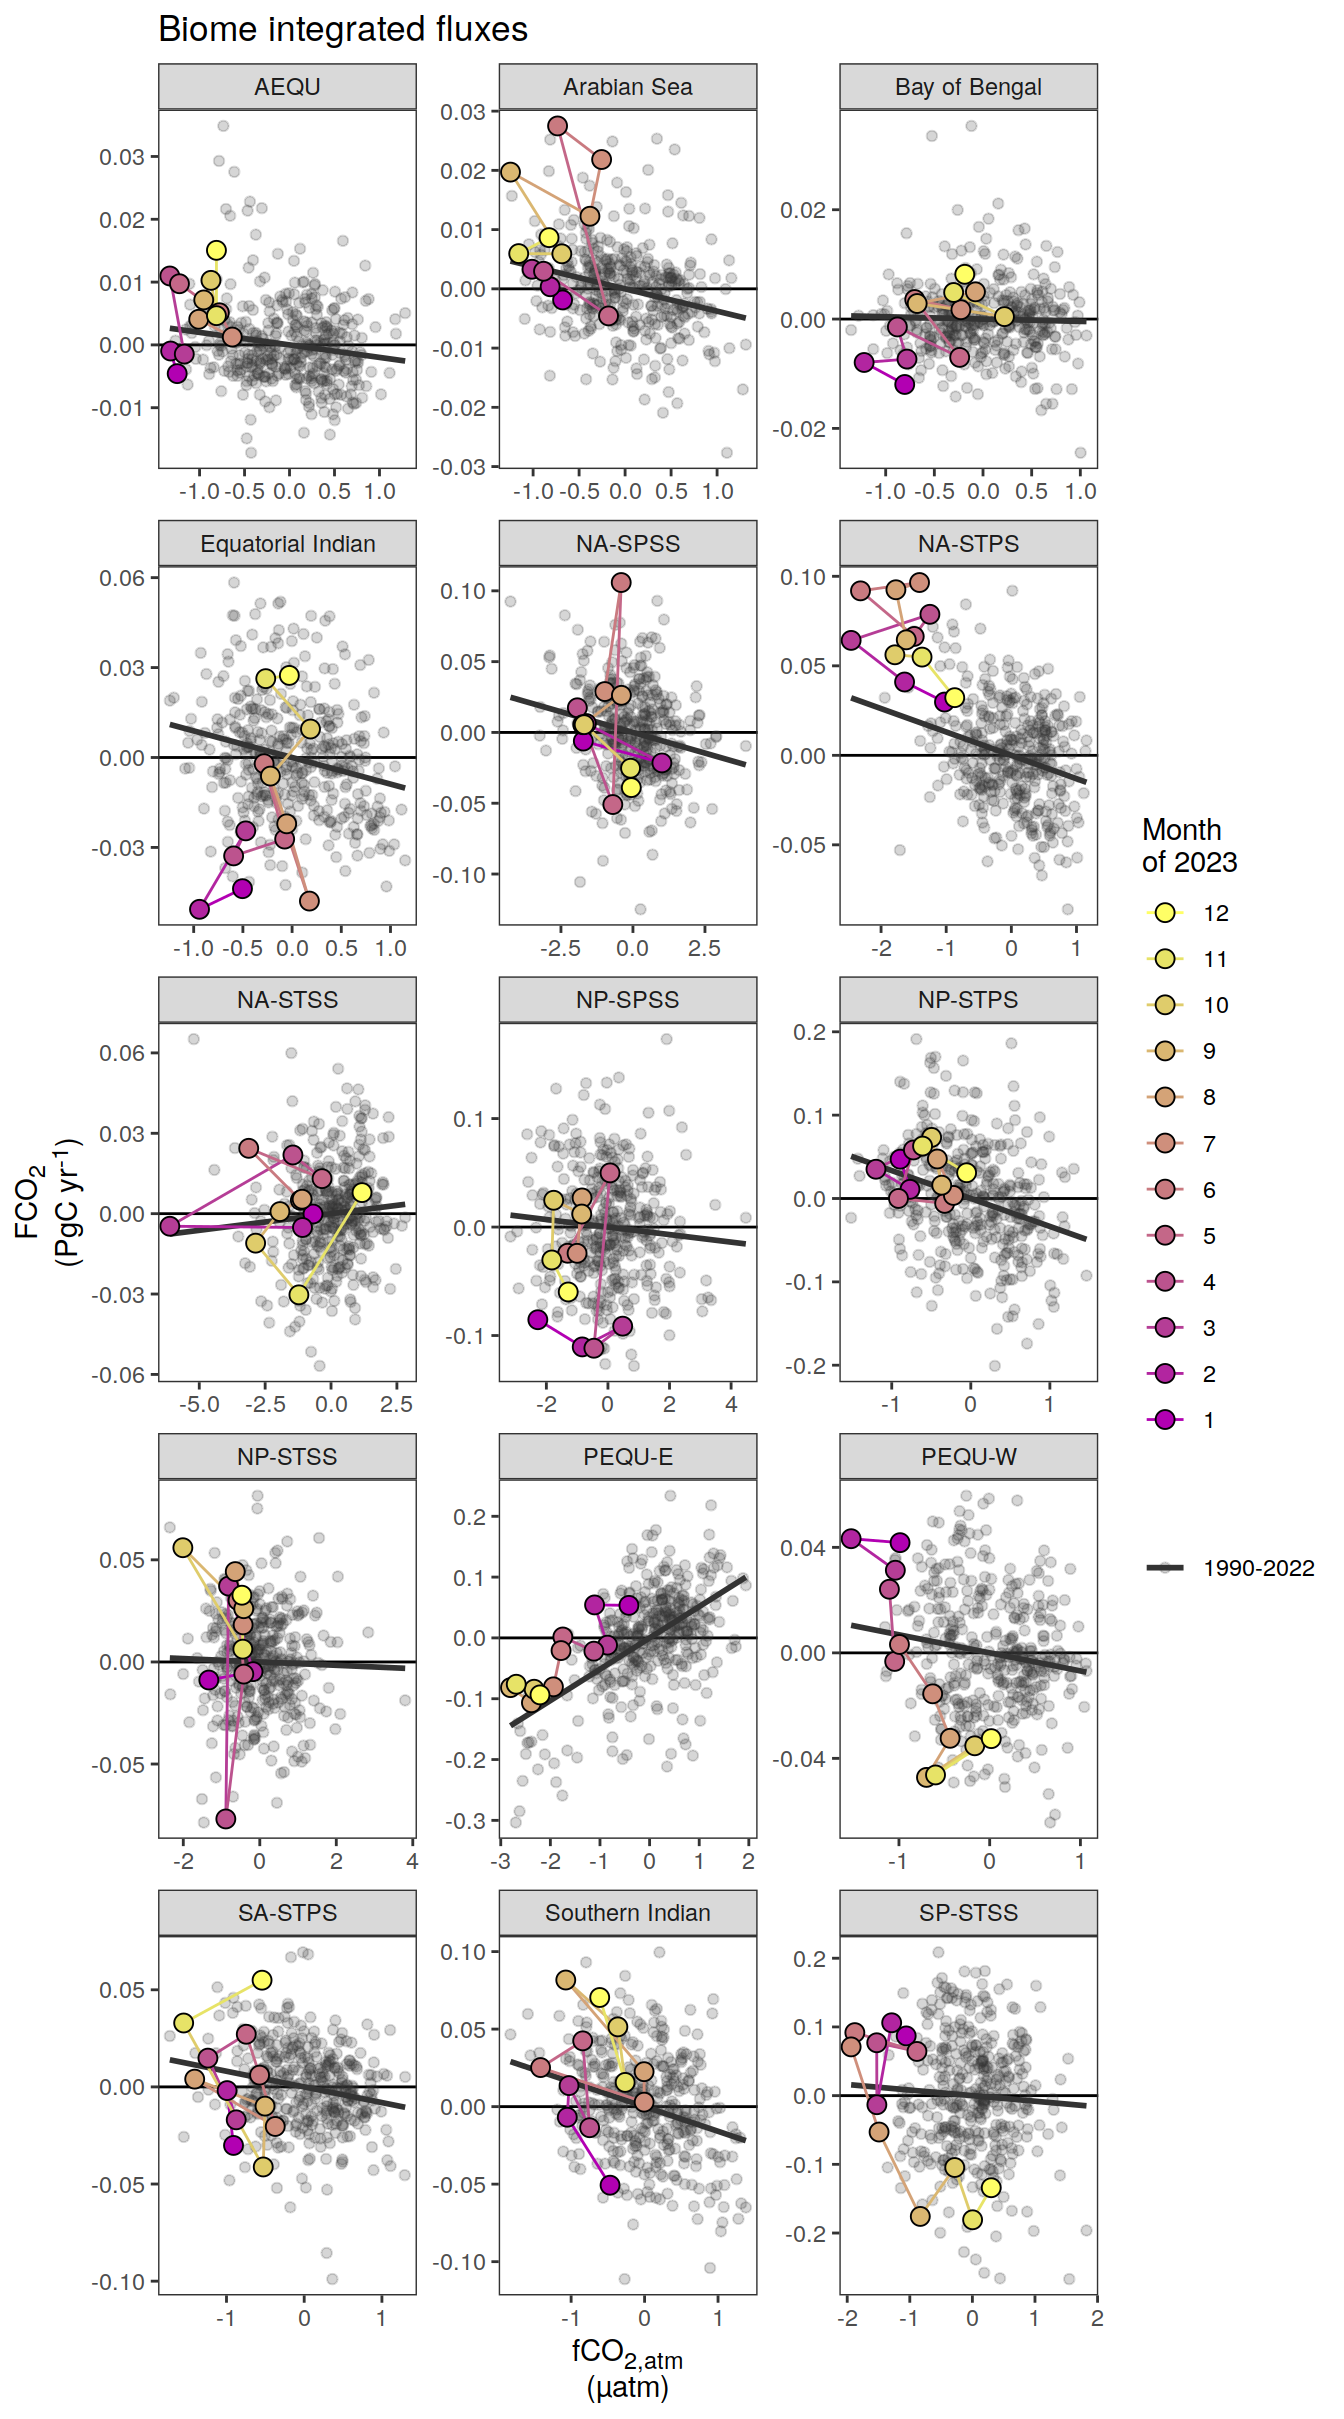 Biome integrated fluxes
AEQU
Arabian Sea
Bay of Bengal
0.03
0.02
0.01
0.00
-0.01
0.03
0.02
0.01
0.00
-0.01
-0.02
-0.03
0.02
0.00
-0.02
-1.0 -0.5 0.0 0.5 1.0
-1.0 -0.5 0.0 0.5 1.0
-1.0 -0.5 0.0 0.5 1.0
Equatorial Indian
NA-SPSS
NA-STPS
0.06
0.03
0.00
-0.03
0.10
0.05
0.00
-0.05
-0.10
0.10
0.05
0.00
-0.05
-1.0 -0.5 0.0 0.5 1.0
-2.5 0.0 2.5
-2 -1 0 1
NA-STSS
NP-SPSS
NP-STPS
0.06
0.03
0.00
-0.03
-0.06
0.1
0.0
-0.1
0.2
0.1
0.0
-0.1
-0.2
-5.0 -2.5 0.0 2.5
-2 0 2 4
-1 0 1
NP-STSS
PEQU-E
PEQU-W
0.05
0.00
-0.05
0.2
0.1
0.0
-0.1
-0.2
-0.3
0.04
0.00
-0.04
-2 0 2 4
-3 -2 -1 0 1 2
-1 0 1
SA-STPS
Southern Indian
SP-STSS
0.05
0.00
-0.05
-0.10
0.10
0.05
0.00
-0.05
-0.10
0.2
0.1
0.0
-0.1
-0.2
-1 0 1
-1 0 1
-2 -1 0 1 2
FCO2
(PgC yr-1)
fCO2,atm
(µatm)
Month
of 2023
12
11
10
9
8
7
6
5
4
3
2
1
1990-2022